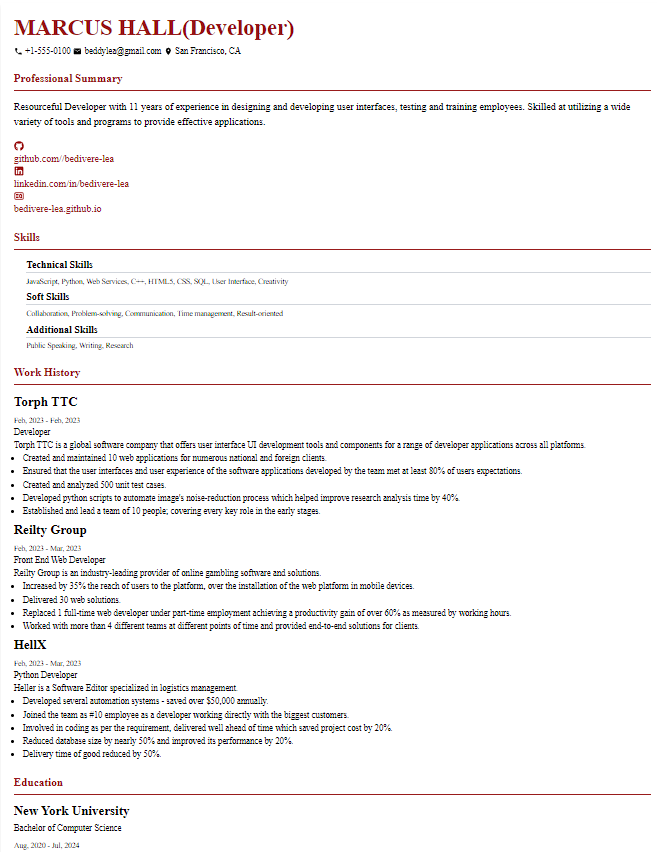 MARCUS HALL(Developer)
+1-555-0100 beddylea@gmail.com San Francisco, CA
Professional Summary
Resourceful Developer with 11 years of experience in designing and developing user interfaces, testing and training employees. Skilled at utilizing a wide
variety of tools and programs to provide effective applications.
github.com//bedivere-lea
linkedin.com/in/bedivere-lea
bedivere-lea.github.io
Skills
Technical Skills
JavaScript, Python, Web Services, C++, HTML5, CSS, SQL, User Interface, Creativity
Soft Skills
Collaboration, Problem-solving, Communication, Time management, Result-oriented
Additional Skills
Public Speaking, Writing, Research
Work History
Torph TTC
Feb, 2023 - Feb, 2023
Developer
Torph TTC is a global software company that offers user interface UI development tools and components for a range of developer applications across all platforms.
• Created and maintained 10 web applications for numerous national and foreign clients.
• Ensured that the user interfaces and user experience of the software applications developed by the team met at least 80% of users expectations.
• Created and analyzed 500 unit test cases.
• Developed python scripts to automate image's noise-reduction process which helped improve research analysis time by 40%.
• Established and lead a team of 10 people; covering every key role in the early stages.
Reilty Group
Feb, 2023 - Mar, 2023
Front End Web Developer
Reilty Group is an industry-leading provider of online gambling software and solutions.
• Increased by 35% the reach of users to the platform, over the installation of the web platform in mobile devices.
• Delivered 30 web solutions.
• Replaced 1 full-time web developer under part-time employment achieving a productivity gain of over 60% as measured by working hours.
• Worked with more than 4 different teams at different points of time and provided end-to-end solutions for clients.
HellX
Feb, 2023 - Mar, 2023
Python Developer
Heller is a Software Editor specialized in logistics management.
• Developed several automation systems - saved over $50,000 annually.
• Joined the team as #10 employee as a developer working directly with the biggest customers.
• Involved in coding as per the requirement, delivered well ahead of time which saved project cost by 20%.
• Reduced database size by nearly 50% and improved its performance by 20%.
• Delivery time of good reduced by 50%.
Education
New York University
Bachelor of Computer Science
Aug, 2020 - Jul, 2024